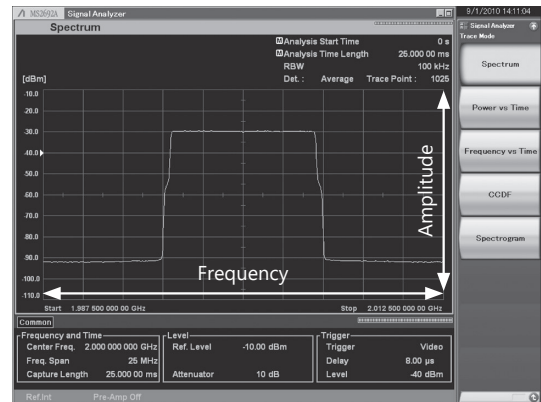 MS2692A Signal Analyzer
9/1/2010 14:11:04
Spectrum
Signal Analyzer
Trace Mode
Analysis Start Time 0 s
Analysis Time Length 25.000 00 ms
RBW 100 kHz
Det. : Average Trace Point : 1025
[dBm]
-10.0
-20.0
-30.0
-40.0
-50.0
-60.0
-70.0
-80.0
-90.0
-100.0
-110.0
Amplitude
Frequency
Start 1.987 500 000 00 GHz
Stop 2.012 500 000 00 GHz
Spectrum
Power vs Time
Frequency vs Time
CCDF
Spectrogram
Common
Frequency and Time
Center Freq. 2.000 000 000 GHz
Freq. Span 25 MHz
Capture Length 25.000 00 ms
Level
Ref. Level -10.00 dBm
Attenuator 10 dB
Trigger
Trigger Video
Delay 8.00 µs
Level -40 dBm
Ref.Int Pre-Amp Off